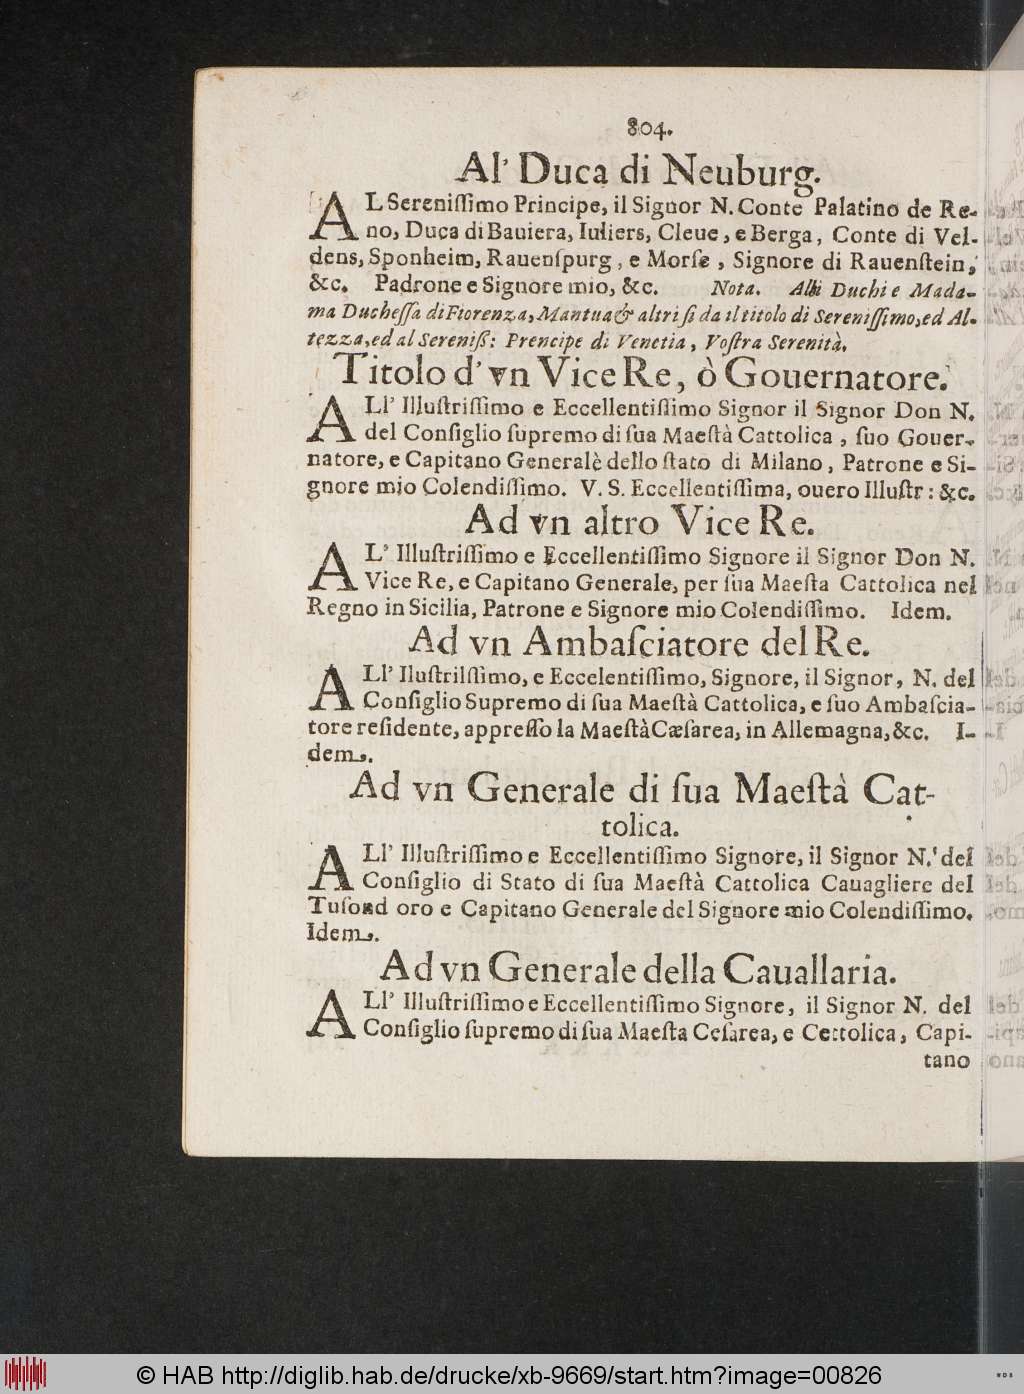 804.
Al' Duca di Neuburg.
AL Sereniſſimo Principe, il Signor N. Conte Palatino de Re-
no, Duca di Bauiera, Iuliers, Cleue, e Berga, Conte di Vel-
dens, Sponheim, Rauenſpurg, e Morſe, Signore di Rauenſtein,
&c. Padrone e Signore mio, &c. Nota. Alli Duchi e Mada-
ma Ducheſſa di Fiorenza, Mantua & altri ſi da il titolo di Sereniſſimo, ed Al-
tezza, ed al Sereniſſ: Prencipe di Venetia, Voſtra Serenità.
Titolo d' vn Vice Re, ò Gouernatore.
ALl' Illuſtriſſimo e Eccellentiſſimo Signor il Signor Don N.
del Conſiglio ſupremo di ſua Maeſtà Cattolica, ſuo Gouer-
natore, e Capitano Generalè dello ſtato di Milano, Patrone e Si-
gnore mio Colendiſſimo. V. S. Eccellentiſſima, ouero Illuſtr: &c.
Ad vn altro Vice Re.
AL' Illuſtriſſimo e Eccellentiſſimo Signore il Signor Don N.
Vice Re, e Capitano Generale, per ſua Maeſta Cattolica nel
Regno in Sicilia, Patrone e Signore mio Colendiſſimo. Idem.
Ad vn Ambaſciatore del Re.
ALl' Iluſtrilſſimo, e Eccelentiſſimo, Signore, il Signor, N. del
Conſiglio Supremo di ſua Maeſtà Cattolica, e ſuo Ambaſcia-
tore reſidente, appreſſo la Maeſtà Cæſarea, in Allemagna, &c. I-
dem.
Ad vn Generale di ſua Maeſtà Cat-
tolica.
ALl' Illuſtriſſimo e Eccellentiſſimo Signore, il Signor N. del
Conſiglio di Stato di ſua Maeſtà Cattolica Cauagliere del
Tuſond oro e Capitano Generale del Signore mio Colendiſſimo.
Idem.
Ad vn Generale della Cauallaria.
ALl' Illuſtriſſimo e Eccellentiſſimo Signore, il Signor N. del
Conſiglio ſupremo di ſua Maeſta Ceſarea, e Cettolica, Capi-
tano
© HAB http://diglib.hab.de/drucke/xb-9669/start.htm?image=00826